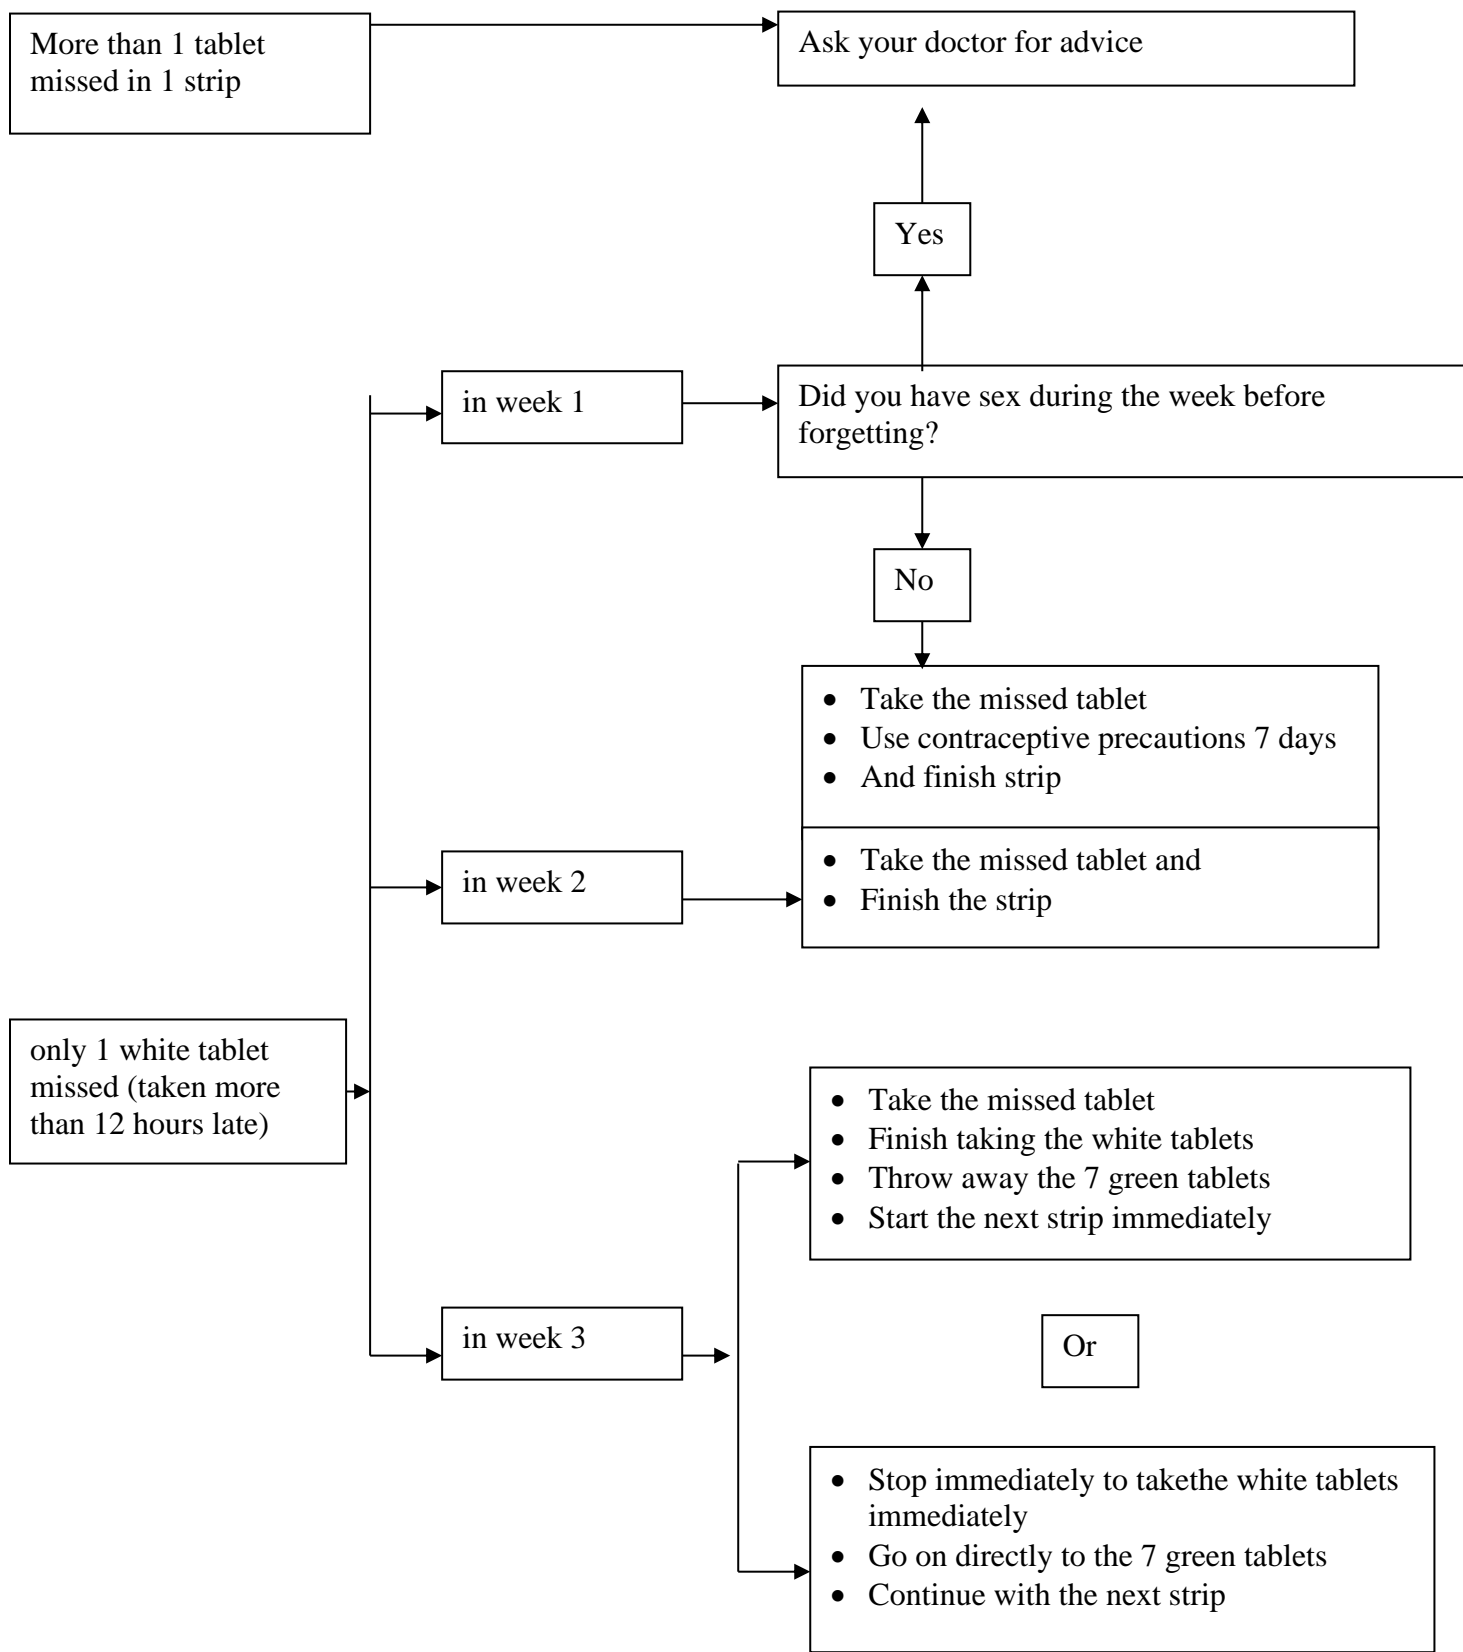 More than 1 tablet
missed in 1 strip
Ask your doctor for advice
Yes
in week 1
Did you have sex during the week before
forgetting?
No
• Take the missed tablet
• Use contraceptive precautions 7 days
• And finish strip
in week 2
• Take the missed tablet and
• Finish the strip
only 1 white tablet
missed (taken more
than 12 hours late)
• Take the missed tablet
• Finish taking the white tablets
• Throw away the 7 green tablets
• Start the next strip immediately
in week 3
Or
• Stop immediately to takethe white tablets
immediately
• Go on directly to the 7 green tablets
• Continue with the next strip